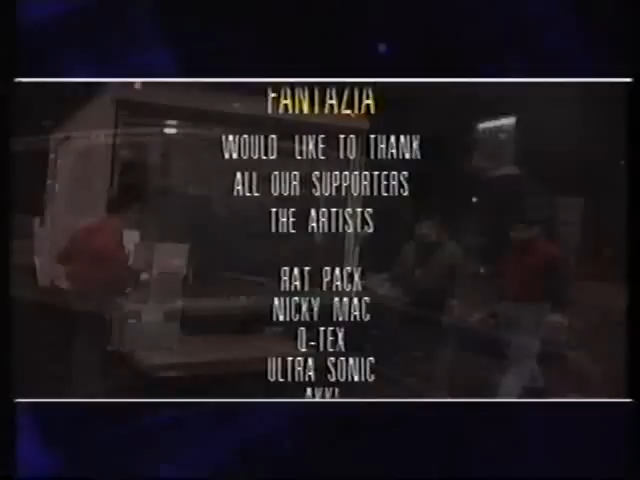 FANTAZIA
WOULD LIKE TO THANK
ALL OUR SUPPORTERS
THE ARTISTS
RAT PACK
NICKY MAC
Q-TEX
ULTRA SONIC